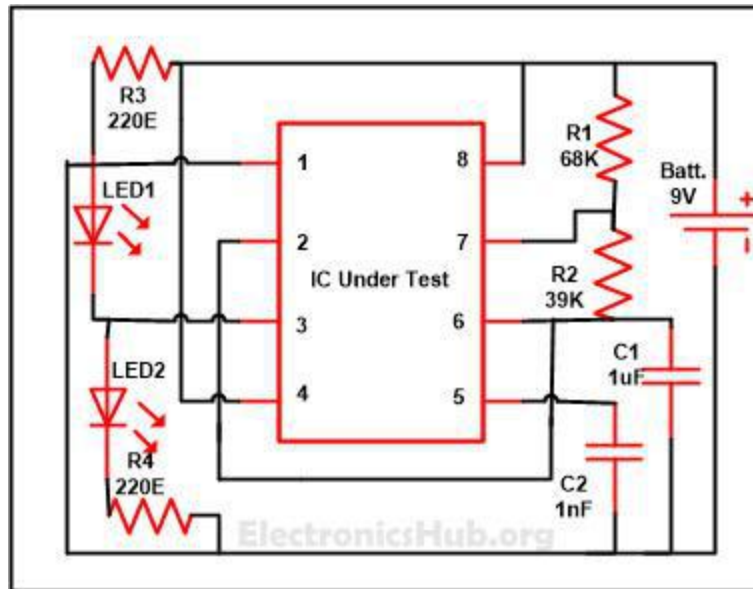 R3
220E
R1
68K
Batt.
9V
+
-
1
8
LED1
2
7
IC Under Test
R2
39K
3
6
LED2
C1
1uF
4
5
R4
220E
C2
1nF
ElectronicsHub.org